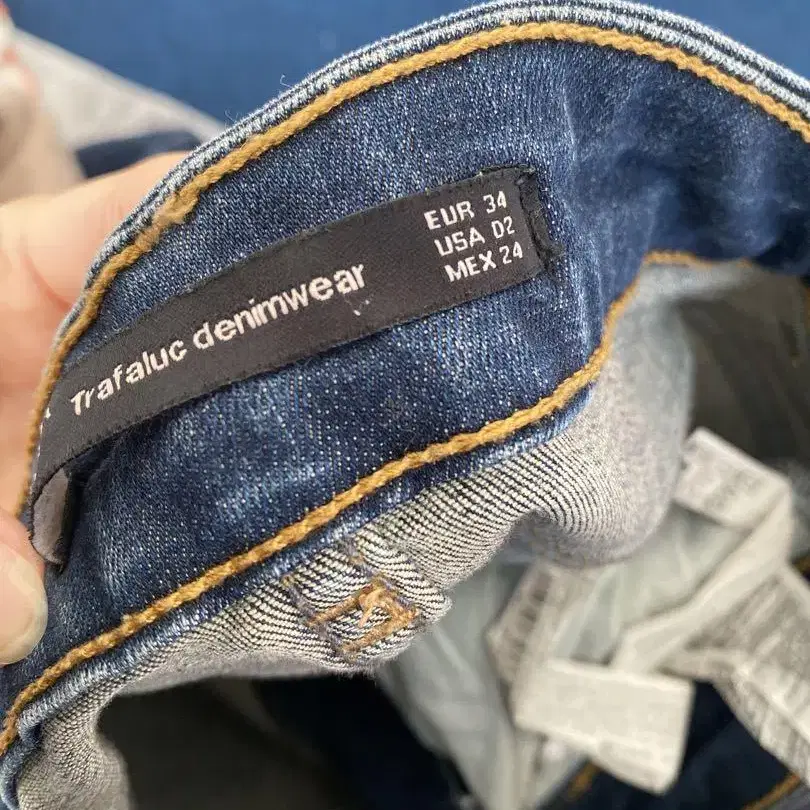 Trafaluc denimwear
EUR 34
USA 02
MEX 24